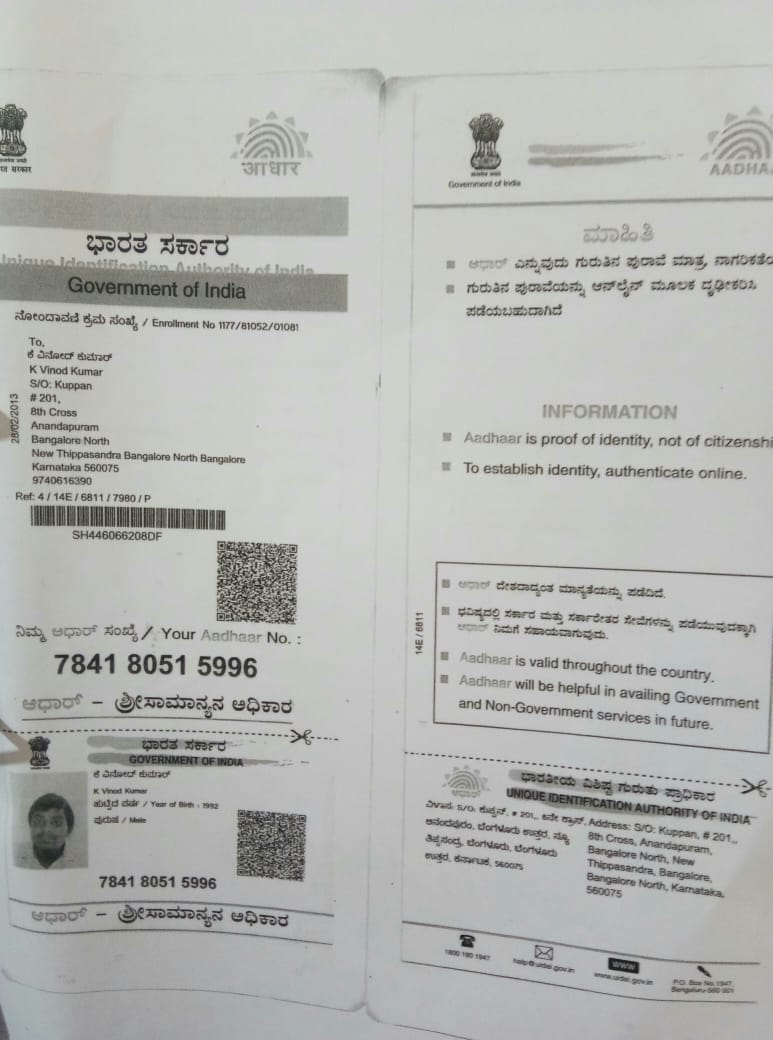 भारत सरकार
आधार
ಭಾರತ ಸರ್ಕಾರ
Unique Identification Authority of India
Government of India
ನೋಂದಾವಣಿ ಕ್ರಮ ಸಂಖ್ಯೆ / Enrollment No 1177/81052/01081
To,
ಕೆ ವಿನೋದ್ ಕುಮಾರ್
K Vinod Kumar
S/O: Kuppan
# 201,
8th Cross
Anandapuram
Bangalore North
New Thippasandra Bangalore North Bangalore
Karnataka 560075
9740616390
28/02/2013
Ref: 4 / 14E / 6811 / 7980 / P
SH446066208DF
ನಿಮ್ಮ ಆಧಾರ್ ಸಂಖ್ಯೆ / Your Aadhaar No. :
7841 8051 5996
ಆಧಾರ್ – ಶ್ರೀಸಾಮಾನ್ಯನ ಅಧಿಕಾರ
ಭಾರತ ಸರ್ಕಾರ
GOVERNMENT OF INDIA
ಕೆ ವಿನೋದ್ ಕುಮಾರ್
K Vinod Kumar
ಹುಟ್ಟಿದ ವರ್ಷ / Year of Birth : 1992
ಪುರುಷ / Male
7841 8051 5996
ಆಧಾರ್ – ಶ್ರೀಸಾಮಾನ್ಯನ ಅಧಿಕಾರ
Government of India
AADHAA
ಮಾಹಿತಿ
ಆಧಾರ್ ಎನ್ನುವುದು ಗುರುತಿನ ಪುರಾವೆ ಮಾತ್ರ, ನಾಗರಿಕತೆಯ
ಗುರುತಿನ ಪುರಾವೆಯನ್ನು ಆನ್‌ಲೈನ್ ಮೂಲಕ ದೃಢೀಕರಿಸಿ
ಪಡೆಯಬಹುದಾಗಿದೆ
INFORMATION
Aadhaar is proof of identity, not of citizenshi
To establish identity, authenticate online.
14E / 6811
ಆಧಾರ್ ದೇಶದಾದ್ಯಂತ ಮಾನ್ಯತೆಯನ್ನು ಪಡೆದಿದೆ.
ಭವಿಷ್ಯದಲ್ಲಿ ಸರ್ಕಾರ ಮತ್ತು ಸರ್ಕಾರೇತರ ಸೇವೆಗಳನ್ನು ಪಡೆಯುವುದಕ್ಕಾಗಿ
ಆಧಾರ್ ನಿಮಗೆ ಸಹಾಯವಾಗುವುದು.
Aadhaar is valid throughout the country.
Aadhaar will be helpful in availing Government
and Non-Government services in future.
ಭಾರತೀಯ ವಿಶಿಷ್ಟ ಗುರುತು ಪ್ರಾಧಿಕಾರ
UNIQUE IDENTIFICATION AUTHORITY OF INDIA
ಆಧಾರ್
ವಿಳಾಸ: S/O: ಕುಪ್ಪನ್, # 201,, 8ನೇ ಕ್ರಾಸ್,
ಆನಂದಪುರಂ, ಬೆಂಗಳೂರು ಉತ್ತರ, ನ್ಯೂ
ತಿಪ್ಪಸಂದ್ರ, ಬೆಂಗಳೂರು, ಬೆಂಗಳೂರು
ಉತ್ತರ, ಕರ್ನಾಟಕ, 560075
Address: S/O: Kuppan, # 201,,
8th Cross, Anandapuram,
Bangalore North, New
Thippasandra, Bangalore,
Bangalore North, Karnataka,
560075
1800 180 1947
help@uidai.gov.in
WWW
www.uidai.gov.in
P.O. Box No.1947,
Bengaluru-560 001